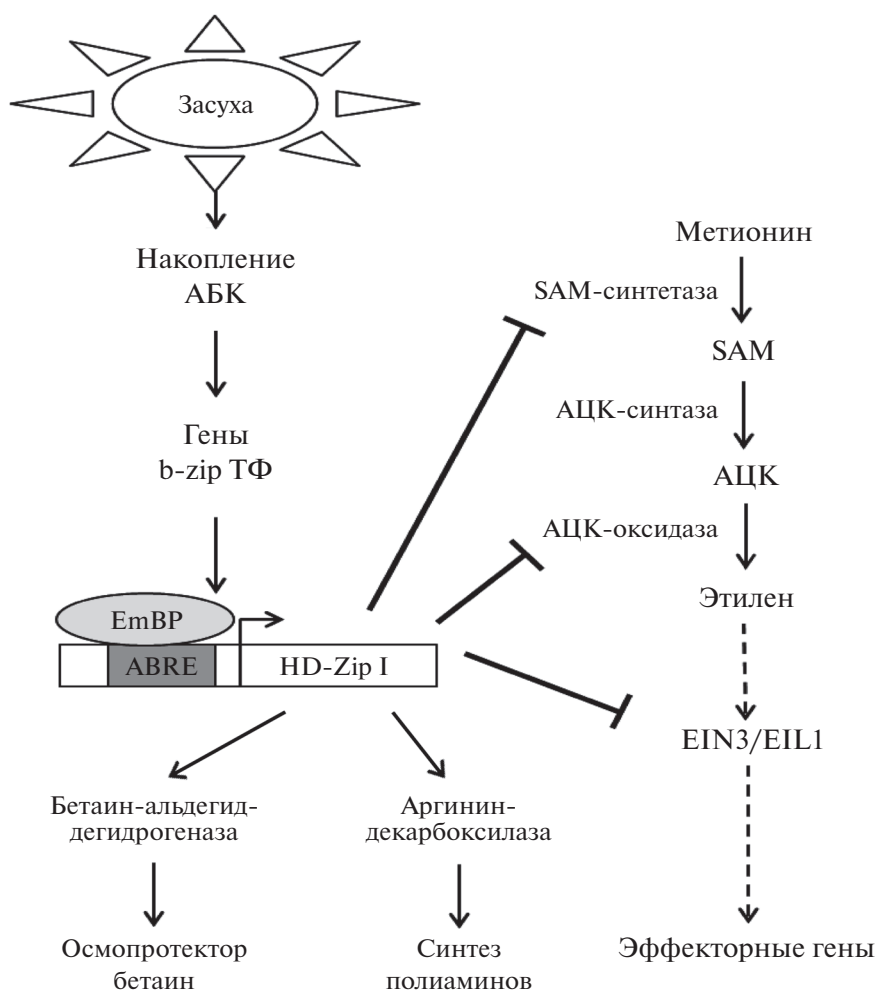 Засуха
Накопление
АБК
Гены
b-zip ТФ
EmBP
ABRE
HD-Zip I
Бетаин-альдегид-
дегидрогеназа
Осмопротектор
бетаин
Аргинин-
декарбоксилаза
Синтез
полиаминов
Метионин
SAM-синтетаза
SAM
АЦК-синтаза
АЦК
АЦК-оксидаза
Этилен
EIN3/EIL1
Эффекторные гены